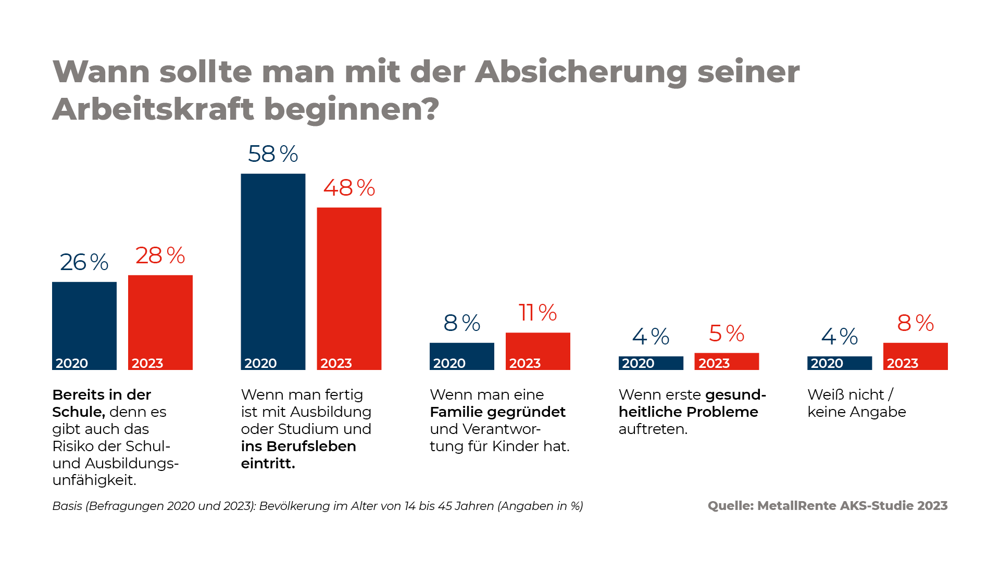 Wann sollte man mit der Absicherung seiner
Arbeitskraft beginnen?
26 %
28 %
2020
2023
Bereits in der
Schule, denn es
gibt auch das
Risiko der Schul-
und Ausbildungs-
unfähigkeit.
58 %
48 %
2020
2023
Wenn man fertig
ist mit Ausbildung
oder Studium und
ins Berufsleben
eintritt.
8 %
11 %
2020
2023
Wenn man eine
Familie gegründet
und Verantwor-
tung für Kinder hat.
4 %
5 %
2020
2023
Wenn erste gesund-
heitliche Probleme
auftreten.
4 %
8 %
2020
2023
Weiß nicht /
keine Angabe
Basis (Befragungen 2020 und 2023): Bevölkerung im Alter von 14 bis 45 Jahren (Angaben in %)
Quelle: MetallRente AKS-Studie 2023